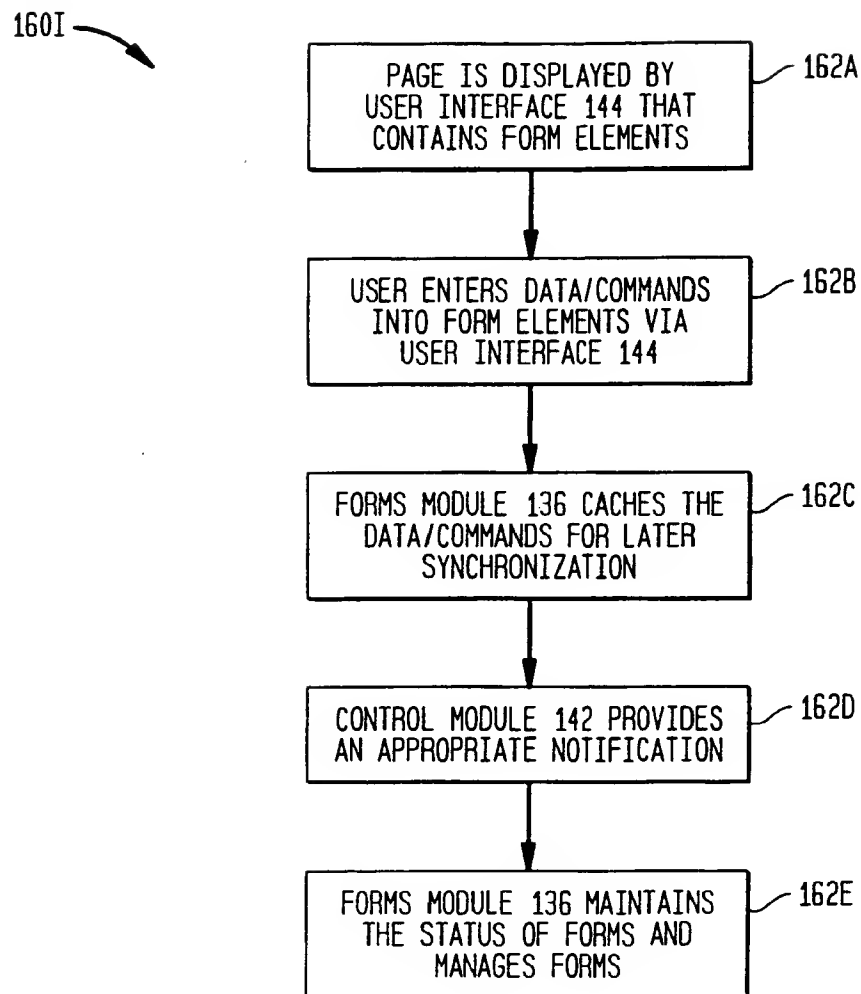 160I
PAGE IS DISPLAYED BY
USER INTERFACE 144 THAT
CONTAINS FORM ELEMENTS
162A
USER ENTERS DATA/COMMANDS
INTO FORM ELEMENTS VIA
USER INTERFACE 144
162B
FORMS MODULE 136 CACHES THE
DATA/COMMANDS FOR LATER
SYNCHRONIZATION
162C
CONTROL MODULE 142 PROVIDES
AN APPROPRIATE NOTIFICATION
162D
FORMS MODULE 136 MAINTAINS
THE STATUS OF FORMS AND
MANAGES FORMS
162E